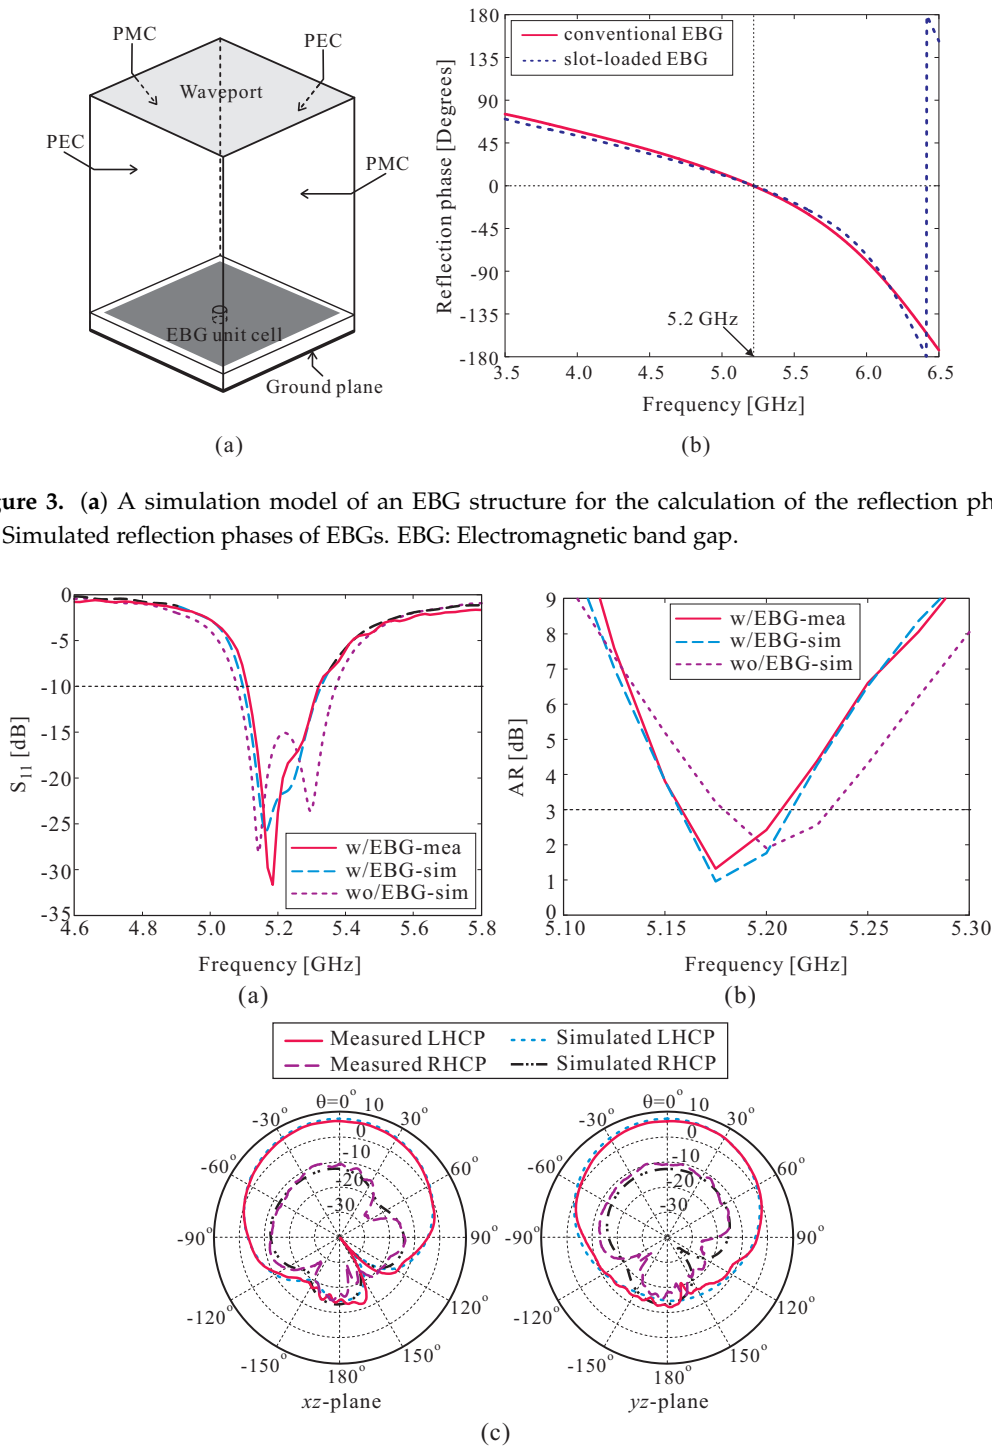 PMC
PEC
Waveport
PEC
PMC
EBG unit cell
Ground plane
(a)
Reflection phase [Degrees]
180
135
90
45
0
-45
-90
-135
-180
conventional EBG
slot-loaded EBG
5.2 GHz
3.5 4.0 4.5 5.0 5.5 6.0 6.5
Frequency [GHz]
(b)
gure 3. (a) A simulation model of an EBG structure for the calculation of the reflection ph
Simulated reflection phases of EBGs. EBG: Electromagnetic band gap.
S11 [dB]
0
-5
-10
-15
-20
-25
-30
-35
w/EBG-mea
w/EBG-sim
wo/EBG-sim
4.6 4.8 5.0 5.2 5.4 5.6 5.8
Frequency [GHz]
(a)
AR [dB]
9
8
7
6
5
4
3
2
1
0
w/EBG-mea
w/EBG-sim
wo/EBG-sim
5.10 5.15 5.20 5.25 5.30
Frequency [GHz]
(b)
Measured LHCP Simulated LHCP
Measured RHCP Simulated RHCP
θ=0° 10
-30° 30°
0
-10
-60° 60°
-20
-30
-90° 90°
-120° 120°
-150° 150°
180°
xz-plane
θ=0° 10
-30° 30°
0
-10
-60° 60°
-20
-30
-90° 90°
-120° 120°
-150° 150°
180°
yz-plane
(c)